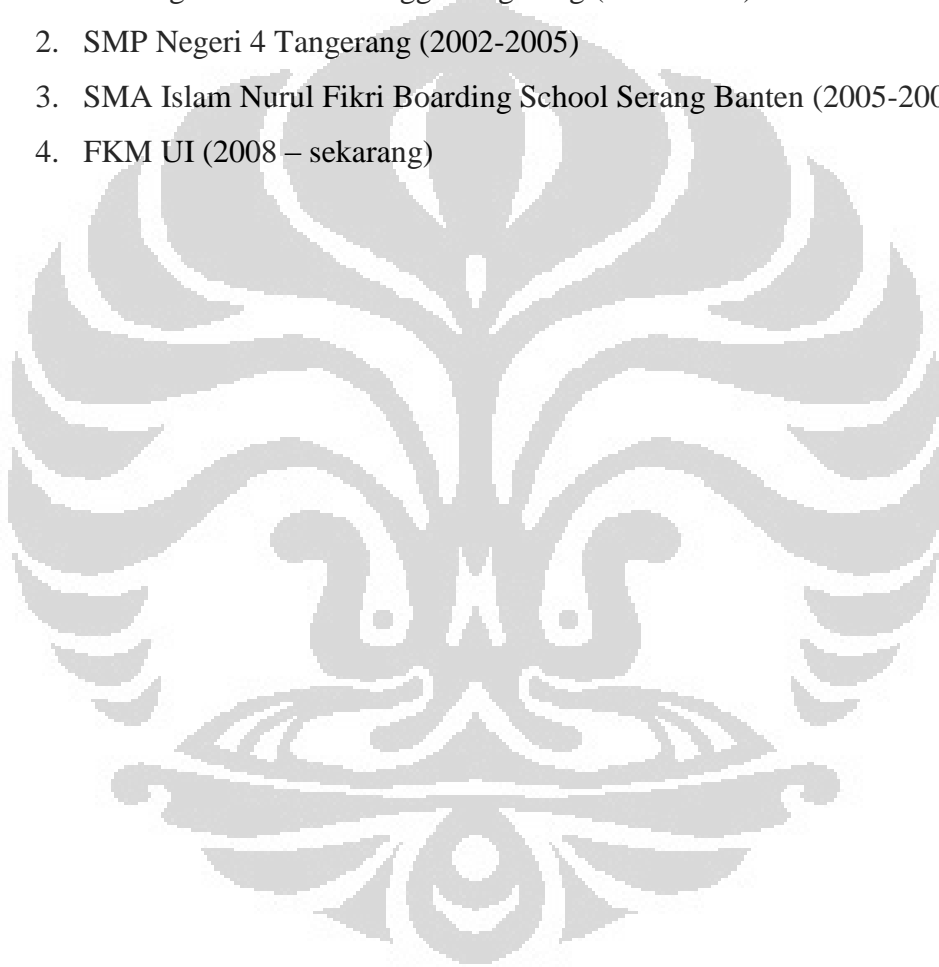 2. SMP Negeri 4 Tangerang (2002-2005)
3. SMA Islam Nurul Fikri Boarding School Serang Banten (2005-200
4. FKM UI (2008 – sekarang)